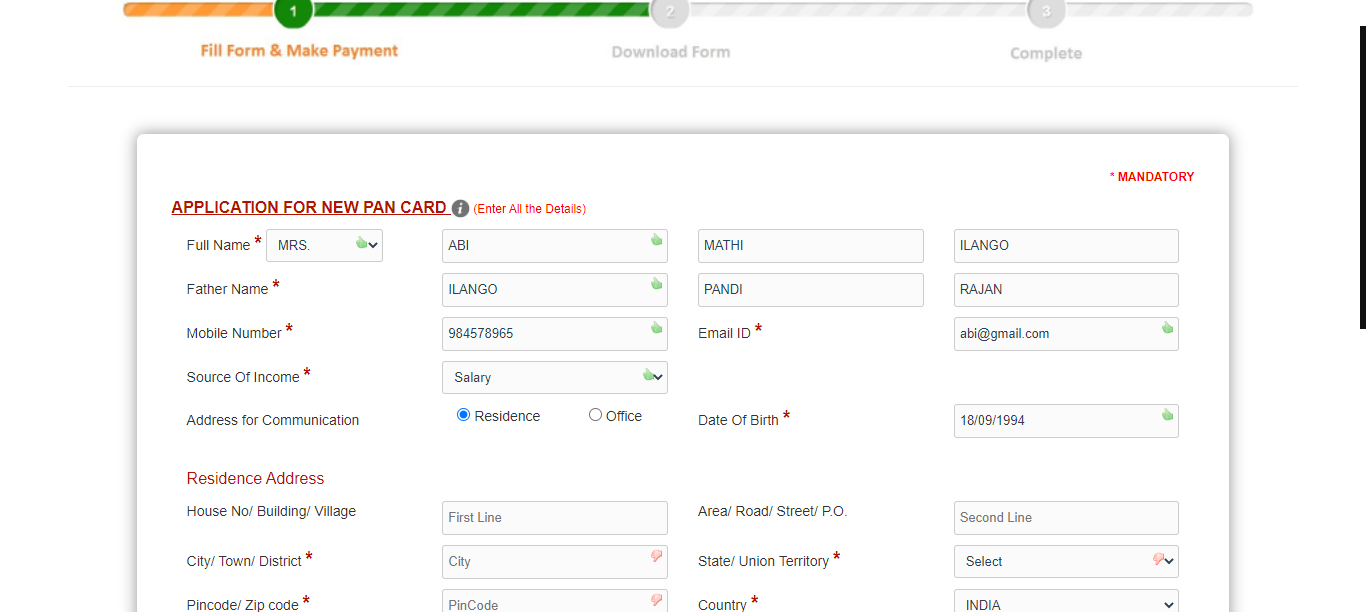 1 2 3
Fill Form & Make Payment Download Form Complete
* MANDATORY
APPLICATION FOR NEW PAN CARD i (Enter All the Details)
Full Name * MRS. ABI MATHI ILANGO
Father Name * ILANGO PANDI RAJAN
Mobile Number * 984578965 Email ID * abi@gmail.com
Source Of Income * Salary
Address for Communication Residence Office Date Of Birth * 18/09/1994
Residence Address
House No/ Building/ Village First Line Area/ Road/ Street/ P.O. Second Line
City/ Town/ District * City State/ Union Territory * Select
Pincode/ Zip code * PinCode Country * INDIA